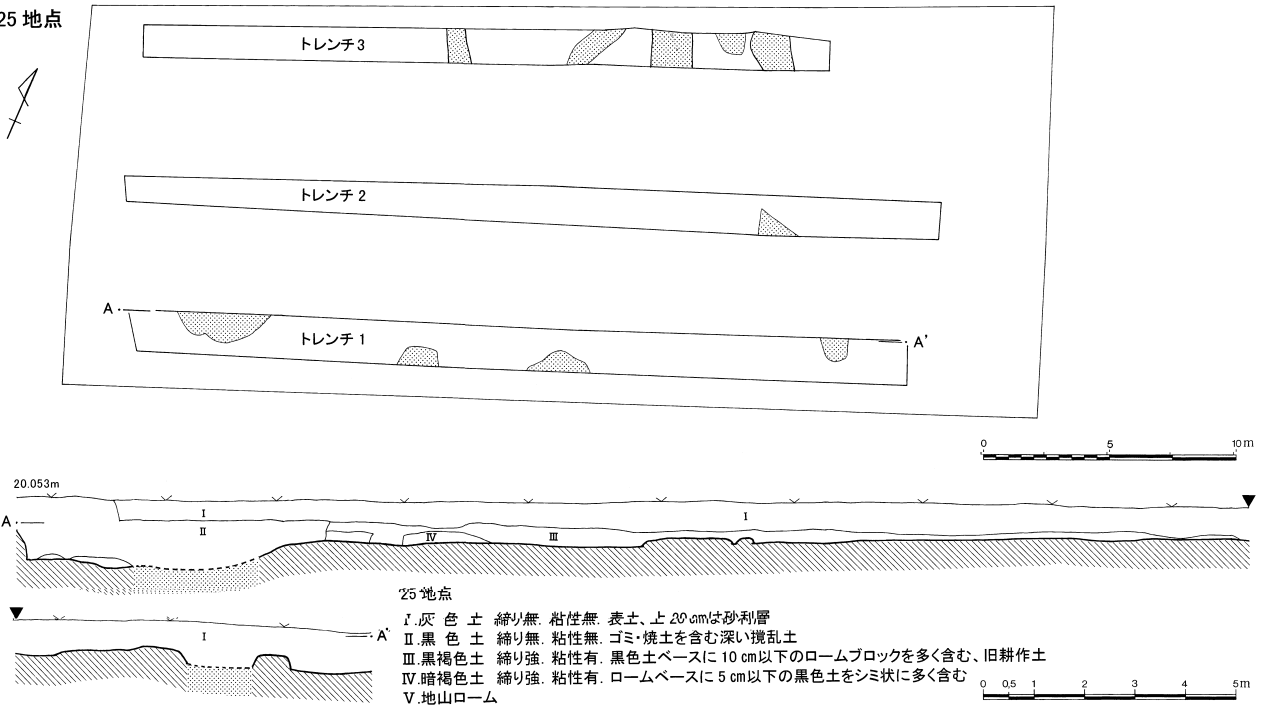 25 地点
トレンチ3
トレンチ2
A
トレンチ1
A'
0 5 10m
20.053m
A
I
I
II
IV
III
I
A'
25 地点
I.灰色土 締り無. 粘性無. 表土、上20cmは砂利層
II.黒色土 締り無. 粘性無. ゴミ・焼土を含む深い撹乱土
III.黒褐色土 締り強. 粘性有. 黒色土ベースに10cm以下のロームブロックを多く含む、旧耕作土
IV.暗褐色土 締り強. 粘性有. ロームベースに5cm以下の黒色土をシミ状に多く含む
V.地山ローム
0 0.5 1 2 3 4 5m